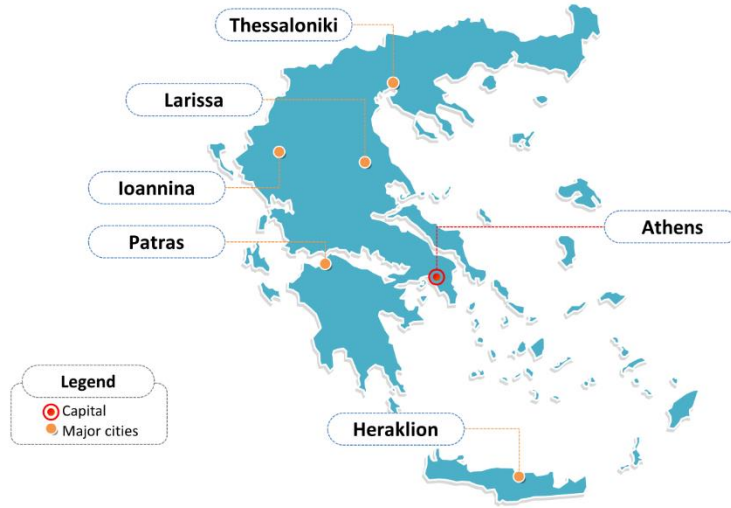 Thessaloniki
Larissa
Ioannina
Patras
Athens
Legend
Capital
Major cities
Heraklion